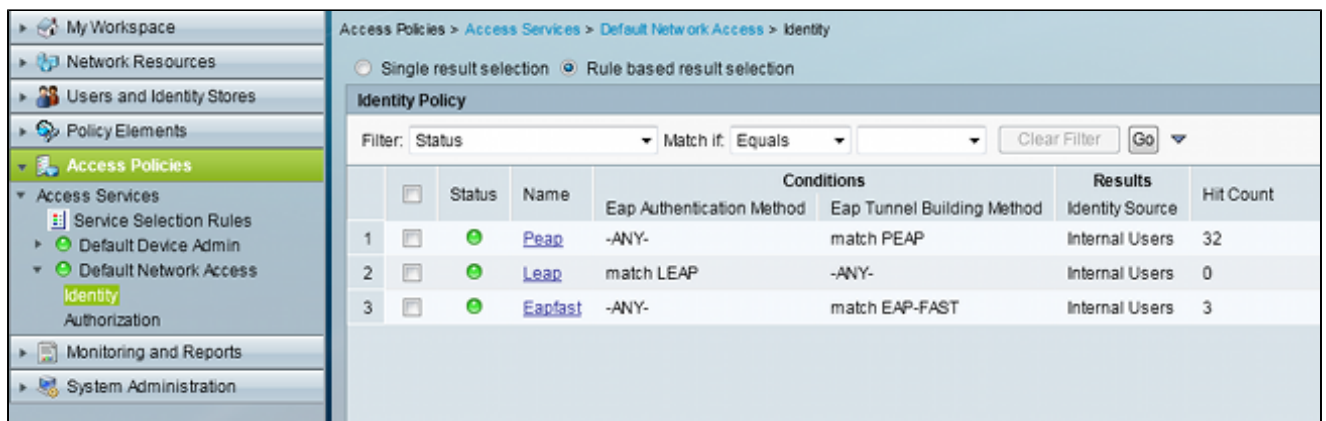 My Workspace
Network Resources
Users and Identity Stores
Policy Elements
Access Policies
Access Services
Service Selection Rules
Default Device Admin
Default Network Access
Identity
Authorization
Monitoring and Reports
System Administration
Access Policies > Access Services > Default Network Access > Identity
Single result selection Rule based result selection
Identity Policy
Filter: Status Match if: Equals Clear Filter Go
Conditions Results
Status Name Eap Authentication Method Eap Tunnel Building Method Identity Source Hit Count
1 Peap -ANY- match PEAP Internal Users 32
2 Leap match LEAP -ANY- Internal Users 0
3 Eapfast -ANY- match EAP-FAST Internal Users 3